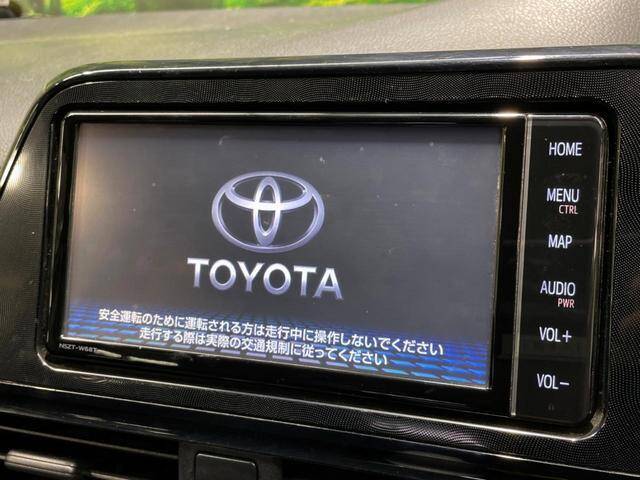 TOYOTA
安全運転のために運転される方は走行中に操作しないでください
走行する際は実際の交通規制に従ってください
NSZT-W68T
HOME
MENU
CTRL
MAP
AUDIO
PWR
VOL+
VOL-